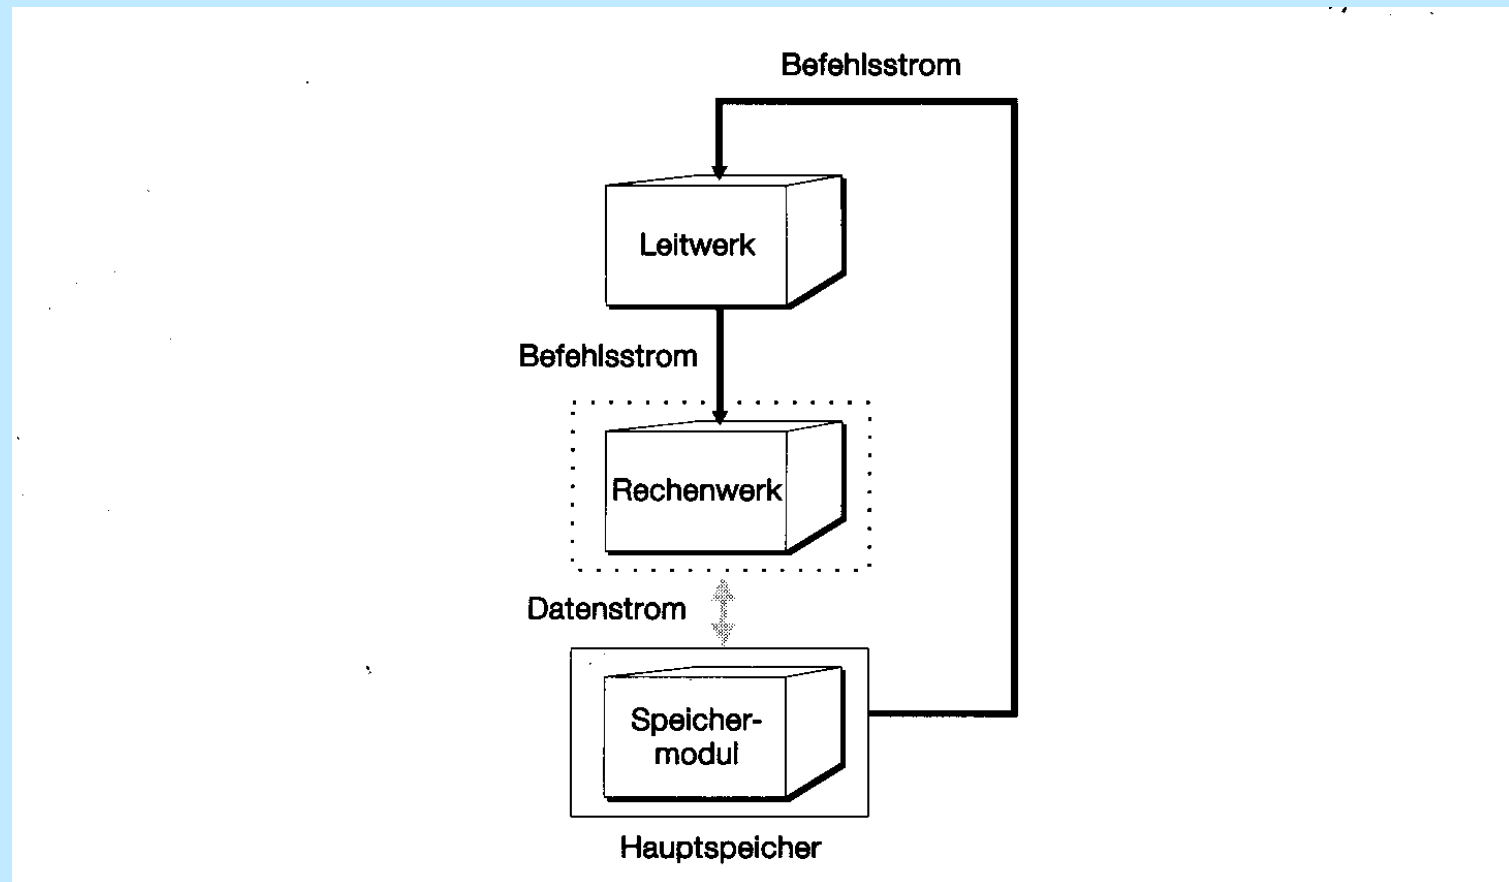 Befehlsstrom
Leitwerk
Befehlsstrom
Rechenwerk
Datenstrom
Speicher-
modul
Hauptspeicher